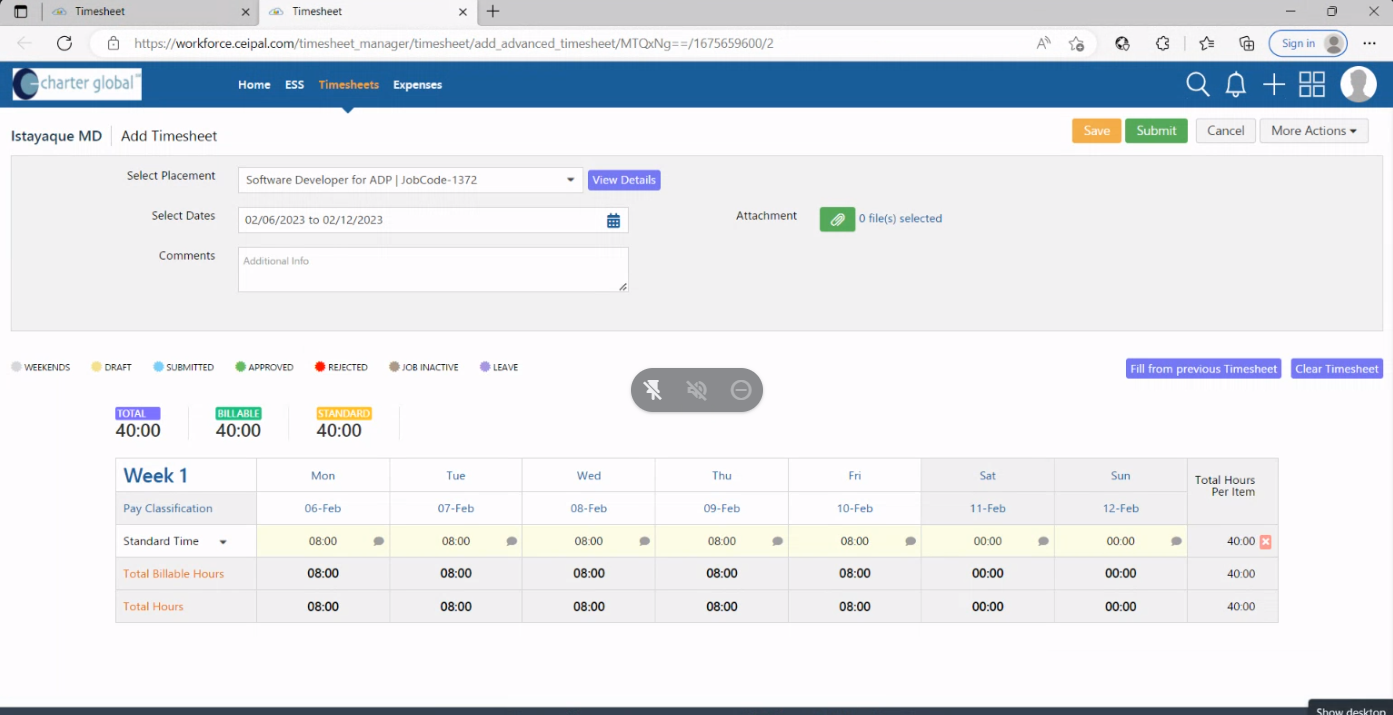 Timesheet
Timesheet
https://workforce.ceipal.com/timesheet_manager/timesheet/add_advanced_timesheet/MTQxNg==/1675659600/2
Sign in
charter global
Home ESS Timesheets Expenses
Istayaque MD Add Timesheet
Save Submit Cancel More Actions
Select Placement Software Developer for ADP | JobCode-1372 View Details
Select Dates 02/06/2023 to 02/12/2023 Attachment 0 file(s) selected
Comments Additional Info
WEEKENDS DRAFT SUBMITTED APPROVED REJECTED JOB INACTIVE LEAVE
Fill from previous Timesheet Clear Timesheet
TOTAL BILLABLE STANDARD
40:00 40:00 40:00
Week 1 Mon Tue Wed Thu Fri Sat Sun Total Hours
Per Item
Pay Classification 06-Feb 07-Feb 08-Feb 09-Feb 10-Feb 11-Feb 12-Feb
Standard Time 08:00 08:00 08:00 08:00 08:00 00:00 00:00 40:00
Total Billable Hours 08:00 08:00 08:00 08:00 08:00 00:00 00:00 40:00
Total Hours 08:00 08:00 08:00 08:00 08:00 00:00 00:00 40:00
Show desktop